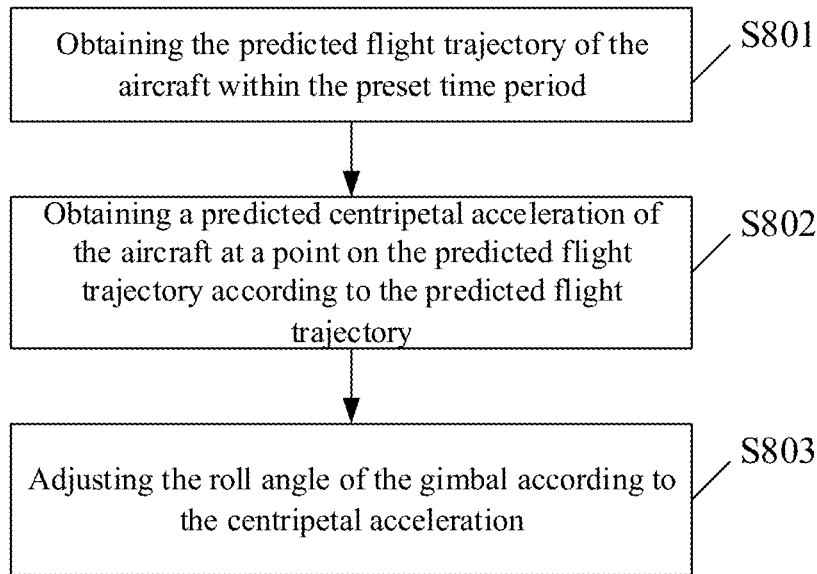 Obtaining the predicted flight trajectory of the
aircraft within the preset time period
S801
Obtaining a predicted centripetal acceleration of
the aircraft at a point on the predicted flight
trajectory according to the predicted flight
trajectory
S802
Adjusting the roll angle of the gimbal according to
the centripetal acceleration
S803